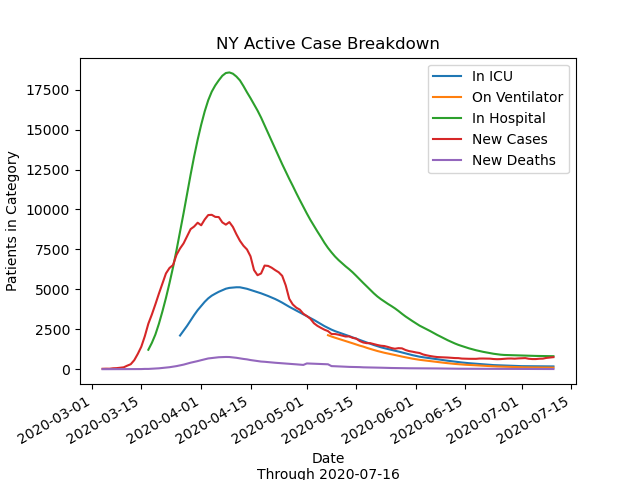 NY Active Case Breakdown
In ICU
On Ventilator
In Hospital
New Cases
New Deaths
Patients in Category
17500
15000
12500
10000
7500
5000
2500
0
2020-03-01
2020-03-15
2020-04-01
2020-04-15
2020-05-01
2020-05-15
2020-06-01
2020-06-15
2020-07-01
2020-07-15
Date
Through 2020-07-16